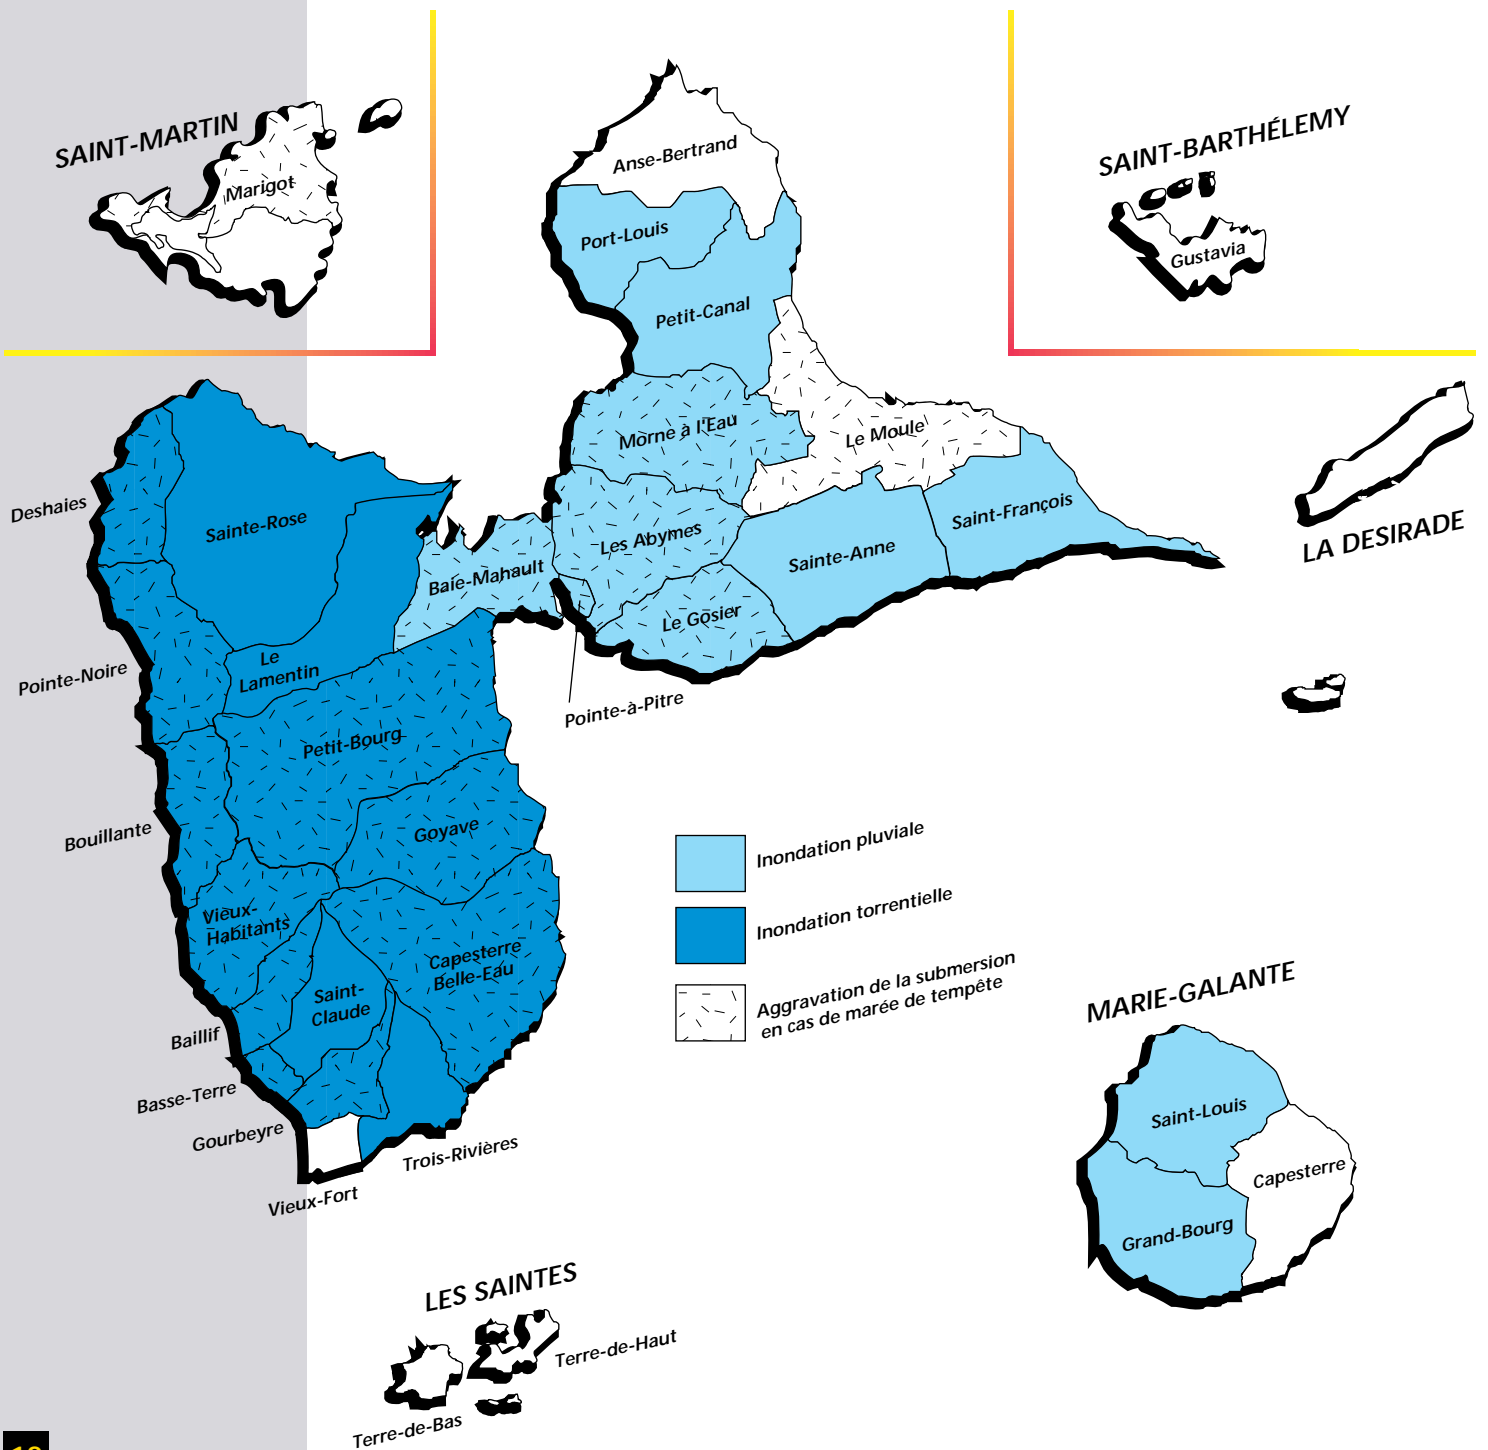 SAINT-MARTIN
Marigot
Anse-Bertrand
Port-Louis
Petit-Canal
SAINT-BARTHÉLEMY
Gustavia
Morne à l'Eau
Le Moule
Deshaies
Sainte-Rose
Baie-Mahault
Les Abymes
Sainte-Anne
Saint-François
LA DESIRADE
Le Gosier
Le
Lamentin
Pointe-Noire
Pointe-à-Pitre
Petit-Bourg
Bouillante
Goyave
Inondation pluviale
Inondation torrentielle
Aggravation de la submersion
en cas de marée de tempête
Vieux-
Habitants
Capesterre
Belle-Eau
Saint-
Claude
Baillif
Basse-Terre
Gourbeyre
Trois-Rivières
Vieux-Fort
MARIE-GALANTE
Saint-Louis
Capesterre
Grand-Bourg
LES SAINTES
Terre-de-Haut
Terre-de-Bas